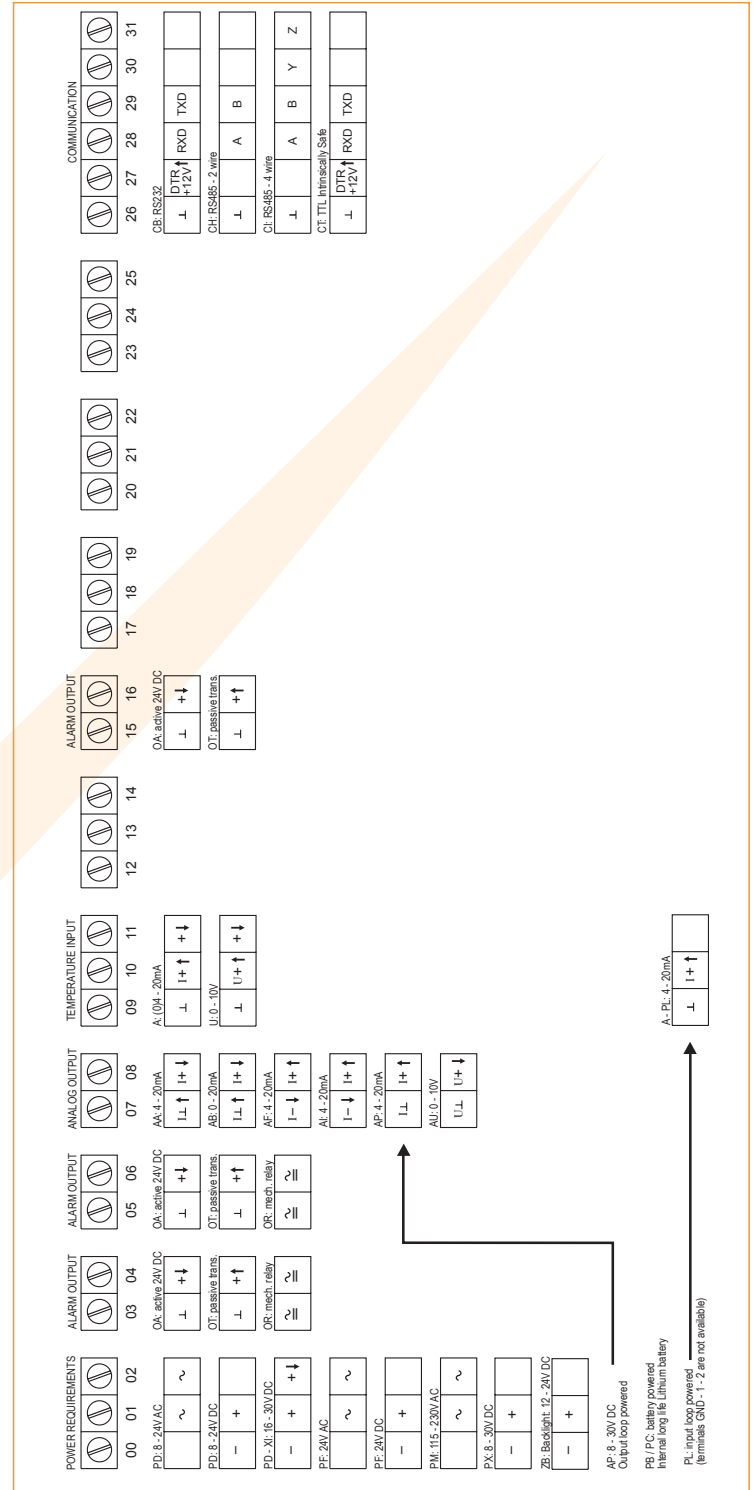 POWER REQUIREMENTS
00 01 02
PD: 8 - 24V AC
~ ~
PD: 8 - 24V DC
− +
PD - XI: 16 - 30V DC
− + +↓
PF: 24V AC
~ ~
PF: 24V DC
− +
PM: 115 - 230V AC
~ ~
PX: 8 - 30V DC
− +
ZB: Backlight: 12 - 24V DC
− +
AP: 8 - 30V DC
Output loop powered
PB / PC: battery powered
Internal long life Lithium battery
PL: input loop powered
(terminals GND - 1 - 2 are not available)
ALARM OUTPUT
03 04
OA: active 24V DC
⊥ +↓
OT: passive trans.
⊥ +↑
OR: mech. relay
≂ ≂
ALARM OUTPUT
05 06
OA: active 24V DC
⊥ +↓
OT: passive trans.
⊥ +↑
OR: mech. relay
≂ ≂
ANALOG OUTPUT
07 08
AA: 4 - 20mA
I⊥↑ I+↓
AB: 0 - 20mA
I⊥↑ I+↓
AF: 4 - 20mA
I−↓ I+↑
AI: 4 - 20mA
I−↓ I+↑
AP: 4 - 20mA
I⊥ I+↑
AU: 0 - 10V
U⊥ U+↓
TEMPERATURE INPUT
09 10 11
A: (0)4 - 20mA
⊥ I+↑ +↓
U: 0 - 10V
⊥ U+↑ +↓
A - PL: 4 - 20mA
⊥ I+↑
12 13 14
ALARM OUTPUT
15 16
OA: active 24V DC
⊥ +↓
OT: passive trans.
⊥ +↑
17 18 19
20 21 22
23 24 25
COMMUNICATION
26 27 28 29 30 31
CB: RS232
⊥ DTR +12V↑ RXD TXD
CH: RS485 - 2 wire
⊥ A B
CI: RS485 - 4 wire
⊥ A B Y Z
CT: TTL Intrinsically Safe
⊥ DTR +12V↑ RXD TXD